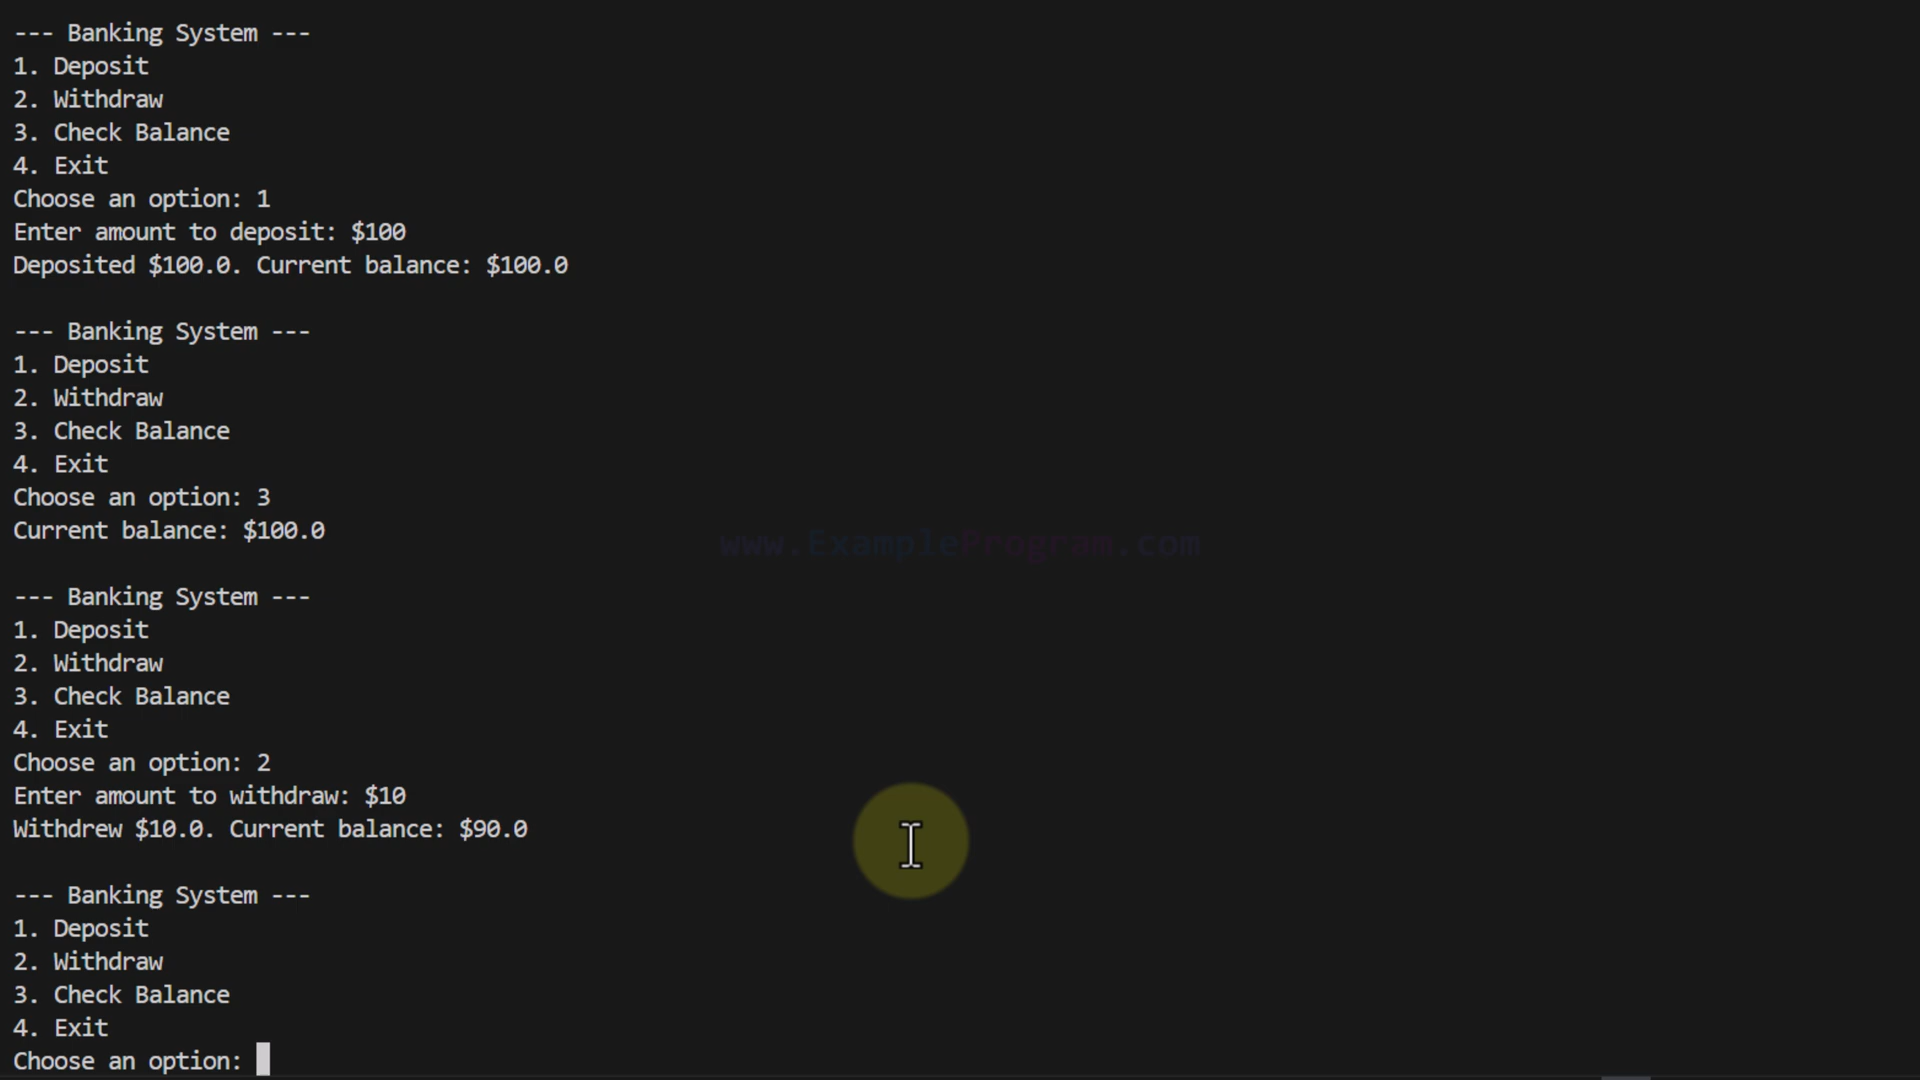 --- Banking System ---
1. Deposit
2. Withdraw
3. Check Balance
4. Exit
Choose an option: 1
Enter amount to deposit: $100
Deposited $100.0. Current balance: $100.0
--- Banking System ---
1. Deposit
2. Withdraw
3. Check Balance
4. Exit
Choose an option: 3
Current balance: $100.0
www.ExampleProgram.com
--- Banking System ---
1. Deposit
2. Withdraw
3. Check Balance
4. Exit
Choose an option: 2
Enter amount to withdraw: $10
Withdrew $10.0. Current balance: $90.0
--- Banking System ---
1. Deposit
2. Withdraw
3. Check Balance
4. Exit
Choose an option: